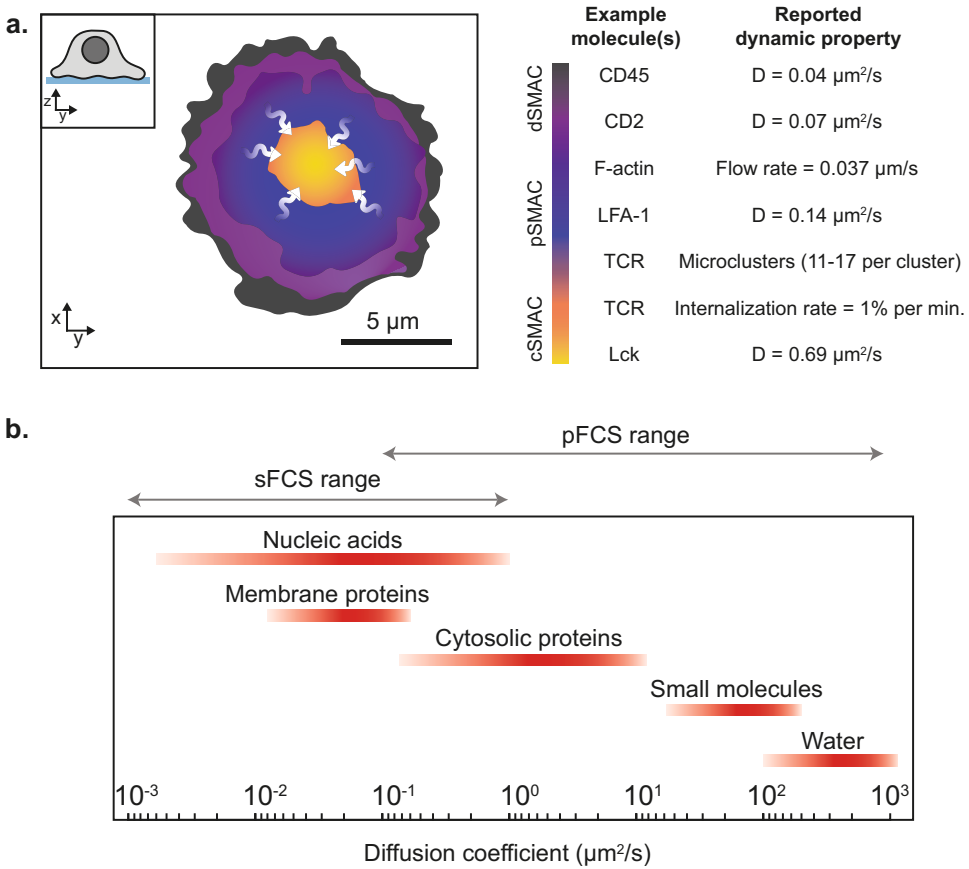 a.
z
y
x
y
5 µm
Example
molecule(s)
Reported
dynamic property
dSMAC
pSMAC
cSMAC
CD45 D = 0.04 µm²/s
CD2 D = 0.07 µm²/s
F-actin Flow rate = 0.037 µm/s
LFA-1 D = 0.14 µm²/s
TCR Microclusters (11-17 per cluster)
TCR Internalization rate = 1% per min.
Lck D = 0.69 µm²/s
b.
pFCS range
sFCS range
Nucleic acids
Membrane proteins
Cytosolic proteins
Small molecules
Water
10⁻³ 10⁻² 10⁻¹ 10⁰ 10¹ 10² 10³
Diffusion coefficient (µm²/s)